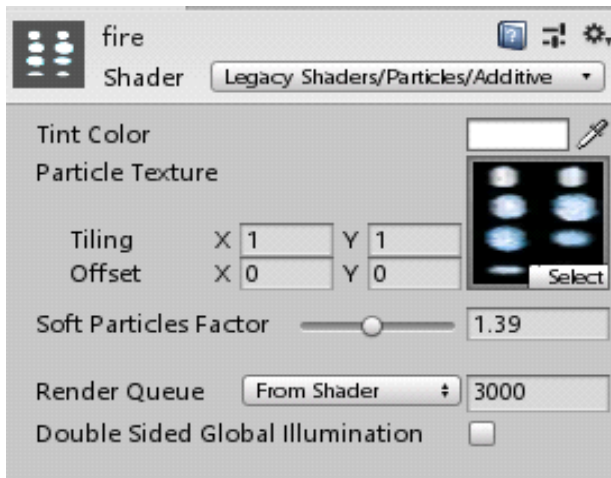 fire
Shader Legacy Shaders/Particles/Additive
Tint Color
Particle Texture
Tiling X 1 Y 1
Offset X 0 Y 0
Select
Soft Particles Factor 1.39
Render Queue From Shader 3000
Double Sided Global Illumination